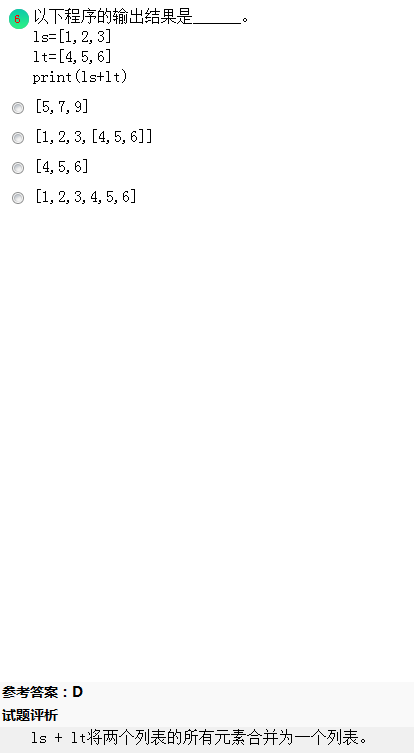 6 以下程序的输出结果是______。
ls=[1,2,3]
lt=[4,5,6]
print(ls+lt)
[5,7,9]
[1,2,3,[4,5,6]]
[4,5,6]
[1,2,3,4,5,6]
参考答案：D
试题评析
ls + lt将两个列表的所有元素合并为一个列表。